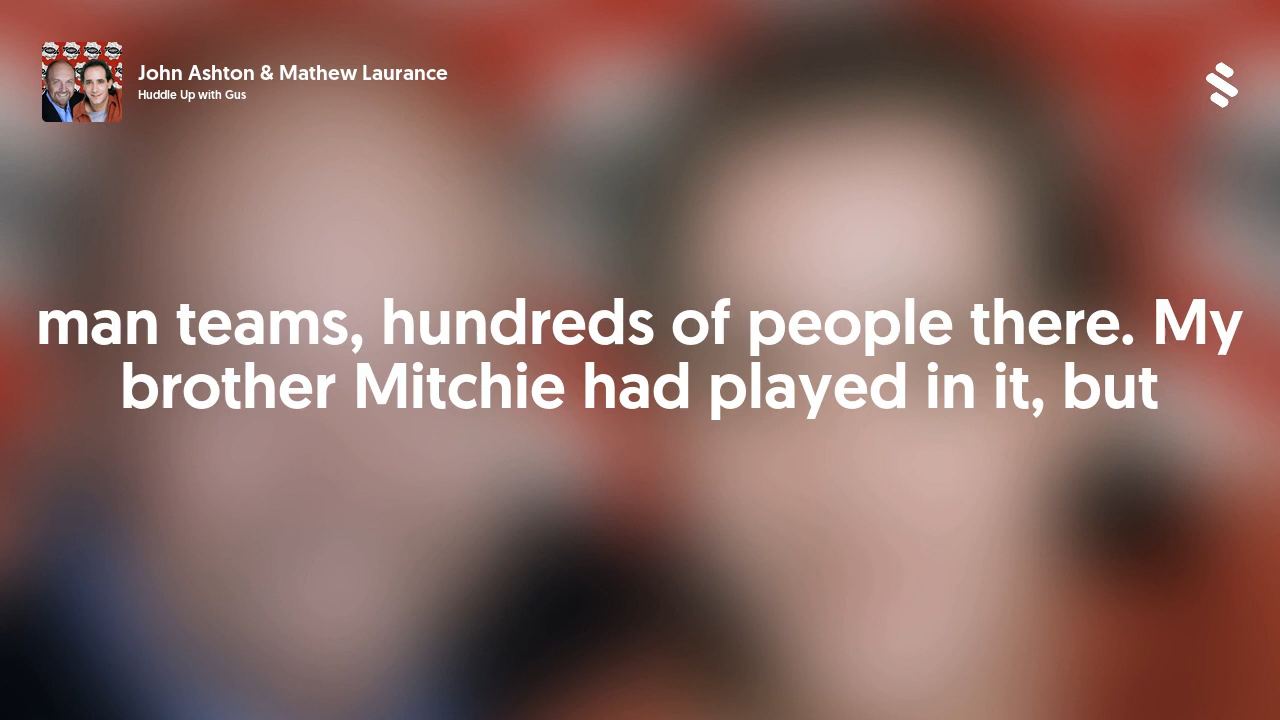 John Ashton & Mathew Laurance
Huddle Up with Gus
man teams, hundreds of people there. My
brother Mitchie had played in it, but